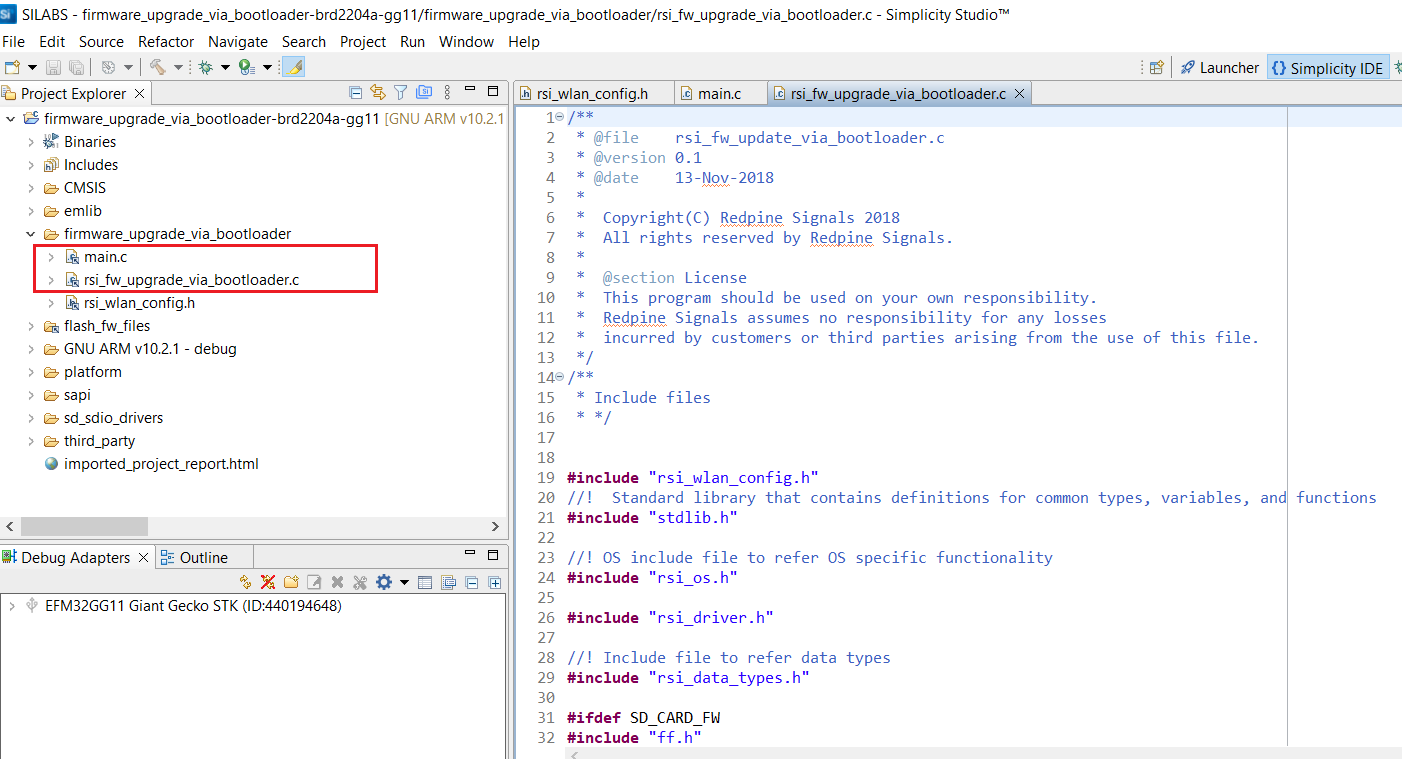 SILABS - firmware_upgrade_via_bootloader-brd2204a-gg11/firmware_upgrade_via_bootloader/rsi_fw_upgrade_via_bootloader.c - Simplicity Studio™
File Edit Source Refactor Navigate Search Project Run Window Help
Launcher Simplicity IDE
Project Explorer
firmware_upgrade_via_bootloader-brd2204a-gg11 [GNU ARM v10.2.1
Binaries
Includes
CMSIS
emlib
firmware_upgrade_via_bootloader
main.c
rsi_fw_upgrade_via_bootloader.c
rsi_wlan_config.h
flash_fw_files
GNU ARM v10.2.1 - debug
platform
sapi
sd_sdio_drivers
third_party
imported_project_report.html
Debug Adapters Outline
EFM32GG11 Giant Gecko STK (ID:440194648)
rsi_wlan_config.h main.c rsi_fw_upgrade_via_bootloader.c
1 /**
2 * @file rsi_fw_update_via_bootloader.c
3 * @version 0.1
4 * @date 13-Nov-2018
5 *
6 * Copyright(C) Redpine Signals 2018
7 * All rights reserved by Redpine Signals.
8 *
9 * @section License
10 * This program should be used on your own responsibility.
11 * Redpine Signals assumes no responsibility for any losses
12 * incurred by customers or third parties arising from the use of this file.
13 */
14 /**
15 * Include files
16 * */
17
18
19 #include "rsi_wlan_config.h"
20 //! Standard library that contains definitions for common types, variables, and functions
21 #include "stdlib.h"
22
23 //! OS include file to refer OS specific functionality
24 #include "rsi_os.h"
25
26 #include "rsi_driver.h"
27
28 //! Include file to refer data types
29 #include "rsi_data_types.h"
30
31 #ifdef SD_CARD_FW
32 #include "ff.h"